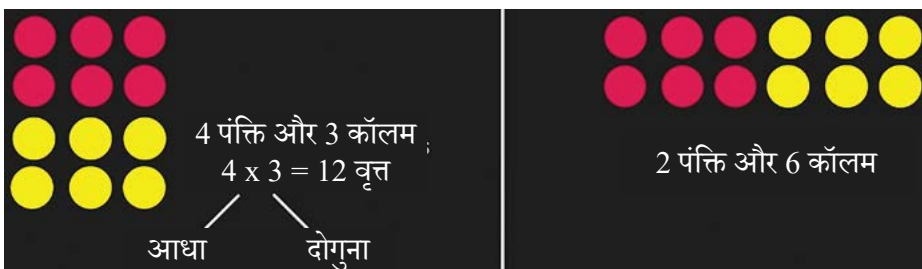 4 पंक्ति और 3 कॉलम
4 x 3 = 12 वृत्त
आधा दोगुना
2 पंक्ति और 6 कॉलम